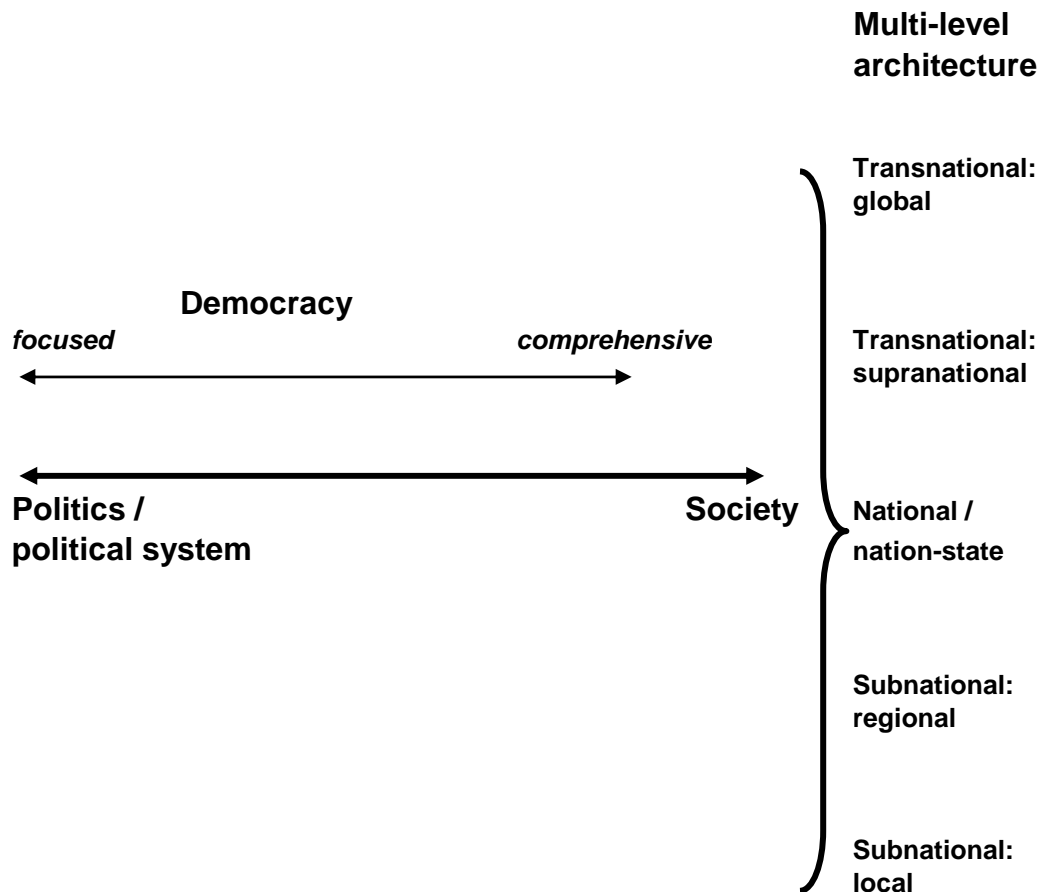 Multi-level
architecture
Transnational:
global
Democracy
focused
comprehensive
Transnational:
supranational
Politics /
political system
Society
National /
nation-state
Subnational:
regional
Subnational:
local